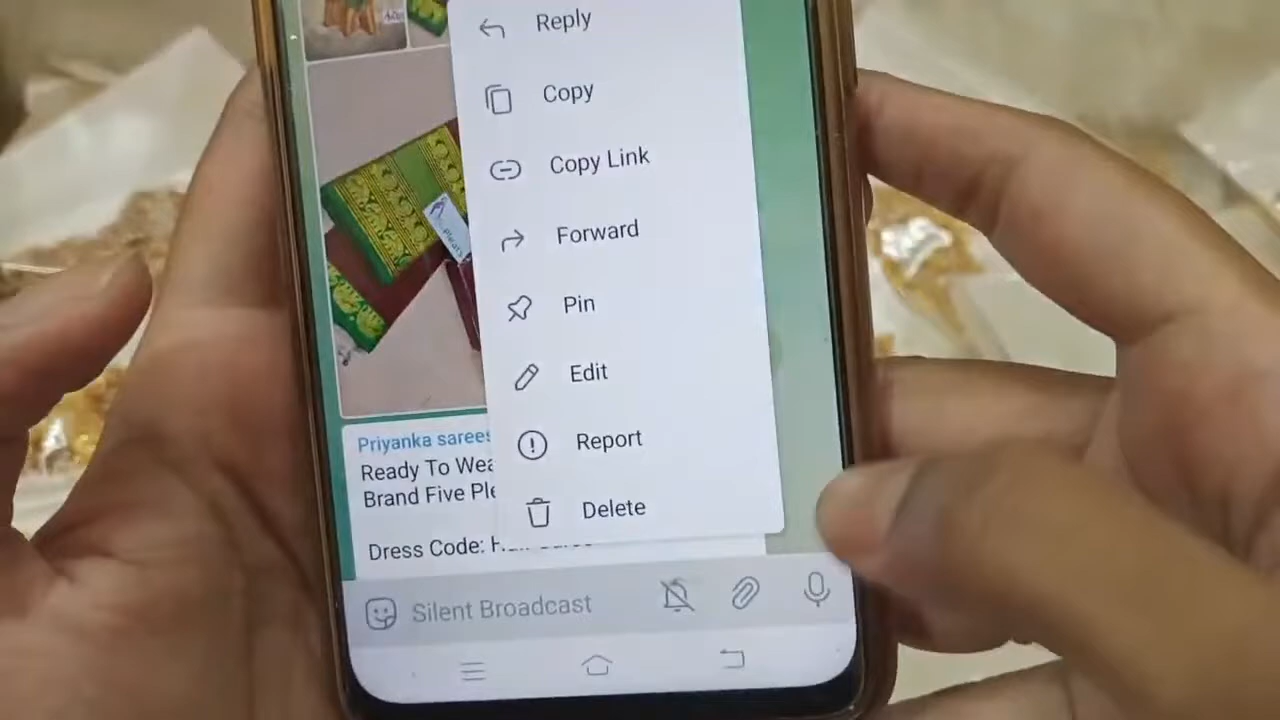 Reply
Copy
Copy Link
Forward
Pin
Edit
Report
Delete
Priyanka sarees
Ready To Wea
Brand Five Ple
Dress Code:
Silent Broadcast